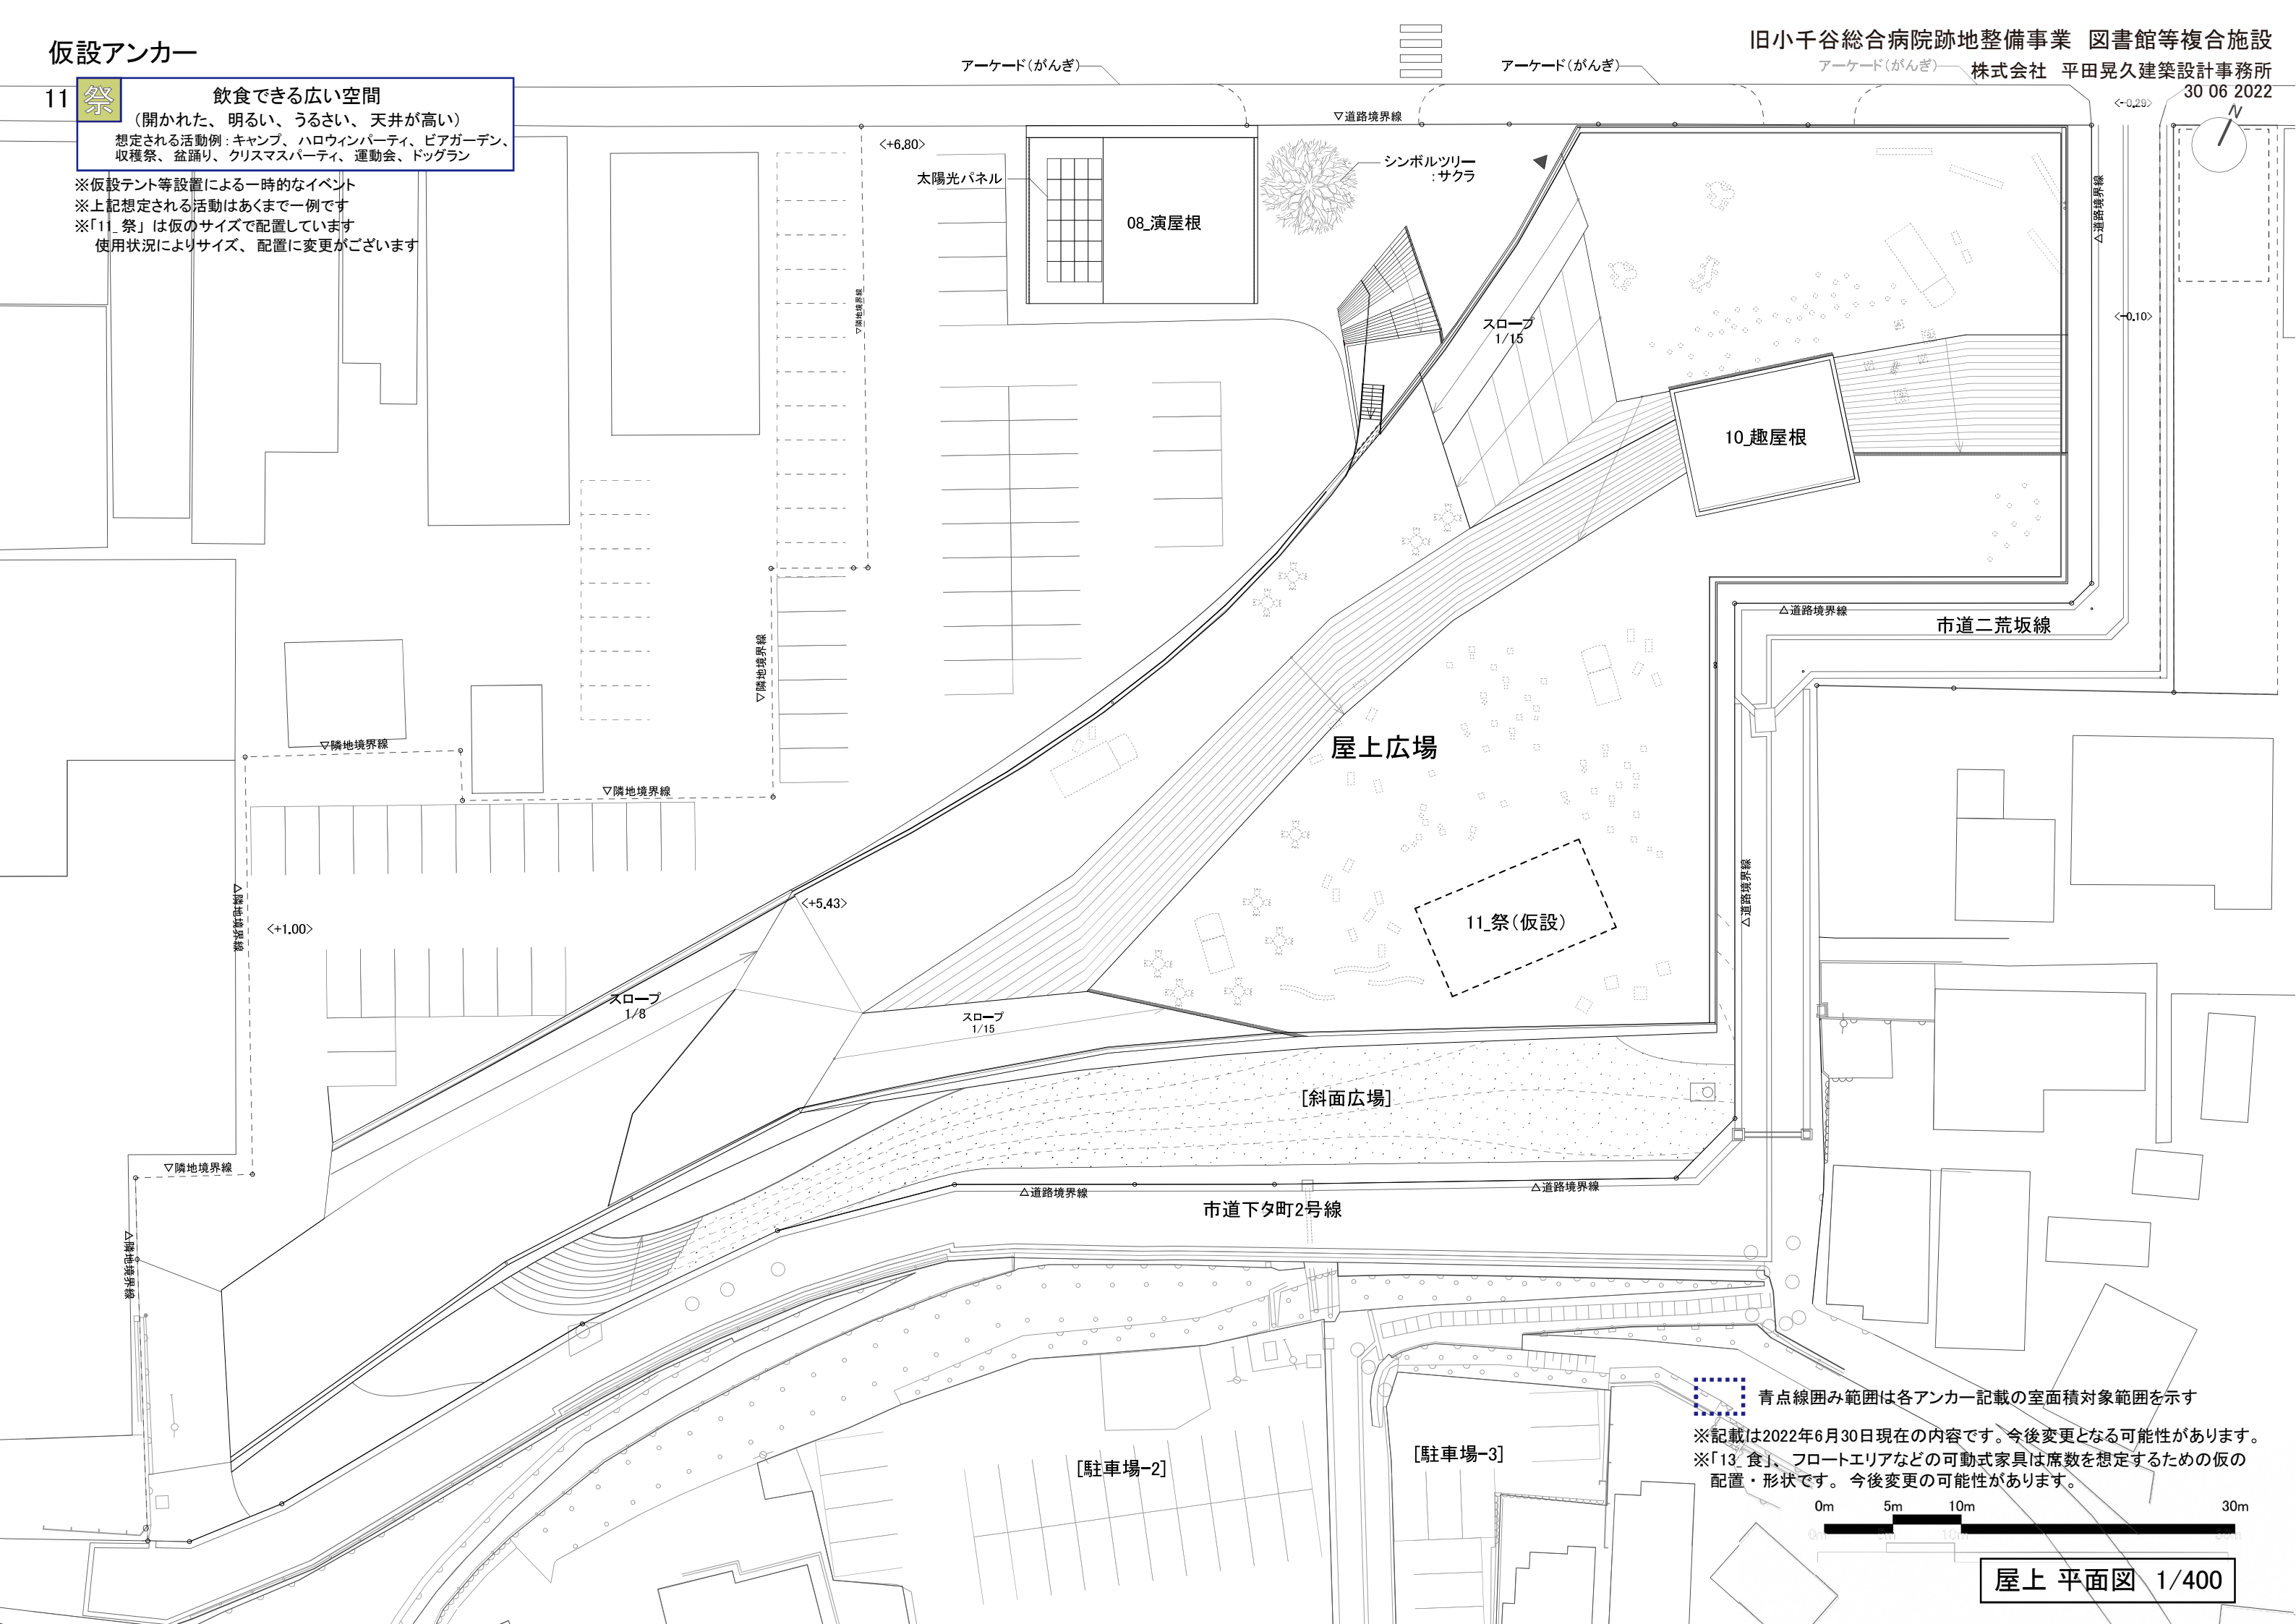 仮設アンカー
旧小千谷総合病院跡地整備事業 図書館等複合施設
株式会社 平田晃久建築設計事務所
30 06 2022
N
11 祭
飲食できる広い空間
(開かれた、明るい、うるさい、天井が高い)
想定される活動例:キャンプ、ハロウィンパーティ、ビアガーデン、
収穫祭、盆踊り、クリスマスパーティ、運動会、ドッグラン
※仮設テント等設置による一時的なイベント
※上記想定される活動はあくまで一例です
※「11_祭」は仮のサイズで配置しています
使用状況によりサイズ、配置に変更がございます
アーケード(がんぎ)
アーケード(がんぎ)
アーケード(がんぎ)
<-0.29>
▽道路境界線
<+6.80>
太陽光パネル
08_演屋根
シンボルツリー
:サクラ
△道路境界線
▽隣地境界線
スロープ
1/15
<-0.10>
10_趣屋根
△道路境界線
市道二荒坂線
▽隣地境界線
▽隣地境界線
▽隣地境界線
屋上広場
▽隣地境界線
<+1.00>
<+5.43>
11_祭(仮設)
△道路境界線
スロープ
1/8
スロープ
1/15
[斜面広場]
▽隣地境界線
△道路境界線
△道路境界線
市道下タ町2号線
▽隣地境界線
[駐車場-2]
[駐車場-3]
青点線囲み範囲は各アンカー記載の室面積対象範囲を示す
※記載は2022年6月30日現在の内容です。今後変更となる可能性があります。
※「13_食」、フロートエリアなどの可動式家具は席数を想定するための仮の
配置・形状です。今後変更の可能性があります。
0m 5m 10m 30m
0m 5m 10m 30m
屋上 平面図 1/400